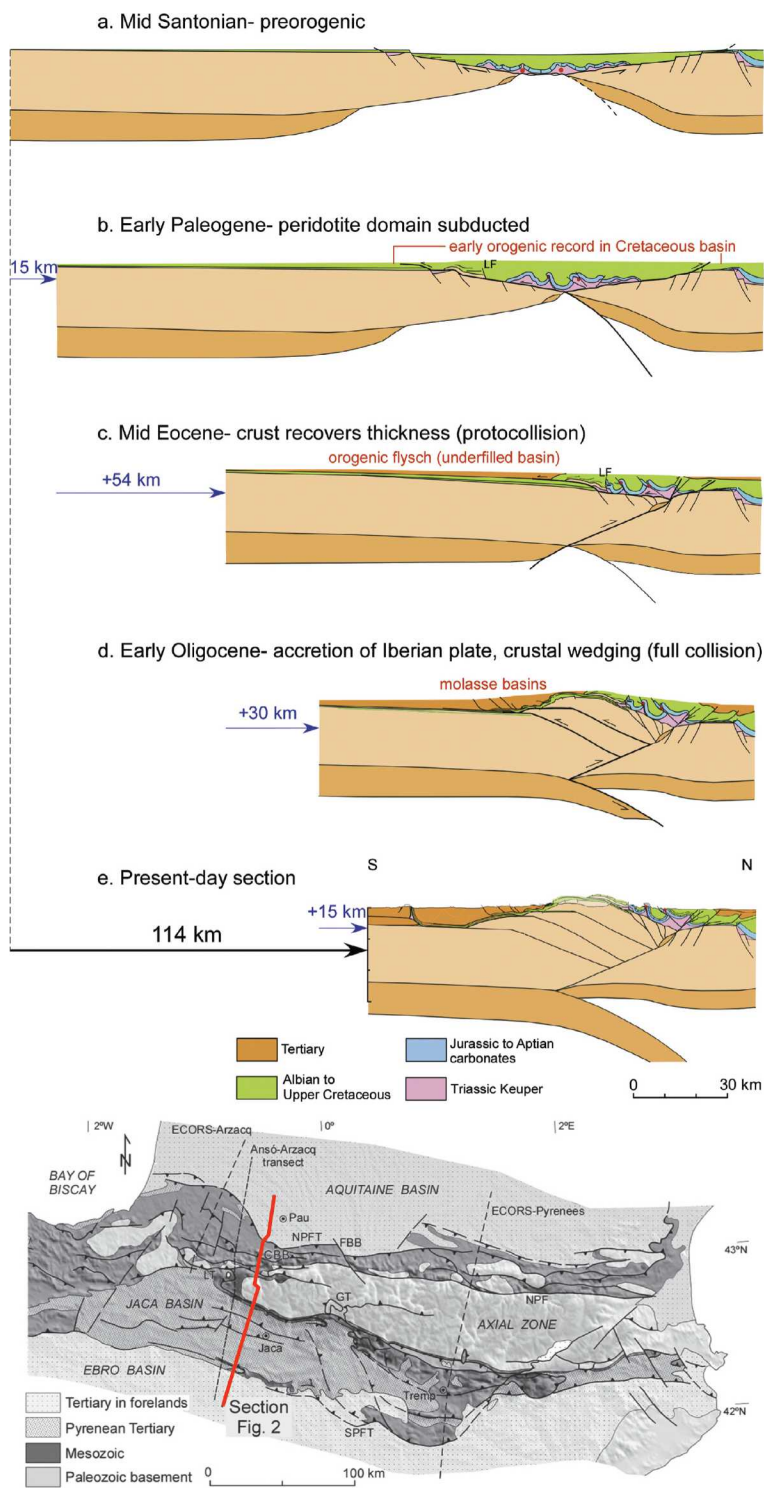 a. Mid Santonian- preorogenic
b. Early Paleogene- peridotite domain subducted
early orogenic record in Cretaceous basin
15 km
LF
c. Mid Eocene- crust recovers thickness (protocollision)
orogenic flysch (underfilled basin)
LF
+54 km
d. Early Oligocene- accretion of Iberian plate, crustal wedging (full collision)
molasse basins
+30 km
S
N
e. Present-day section
+15 km
114 km
Tertiary
Jurassic to Aptian
carbonates
Albian to
Upper Cretaceous
Triassic Keuper
0 30 km
2ºW
0º
2ºE
ECORS-Arzacq
N
Ansó-Arzacq
transect
BAY OF
BISCAY
AQUITAINE BASIN
ECORS-Pyrenees
Pau
NPFT
FBB
43ºN
CBB
LT
NPF
JACA BASIN
GT
AXIAL ZONE
Jaca
EBRO BASIN
Tremp
Section
Fig. 2
SPFT
42ºN
Tertiary in forelands
Pyrenean Tertiary
Mesozoic
Paleozoic basement
0 100 km